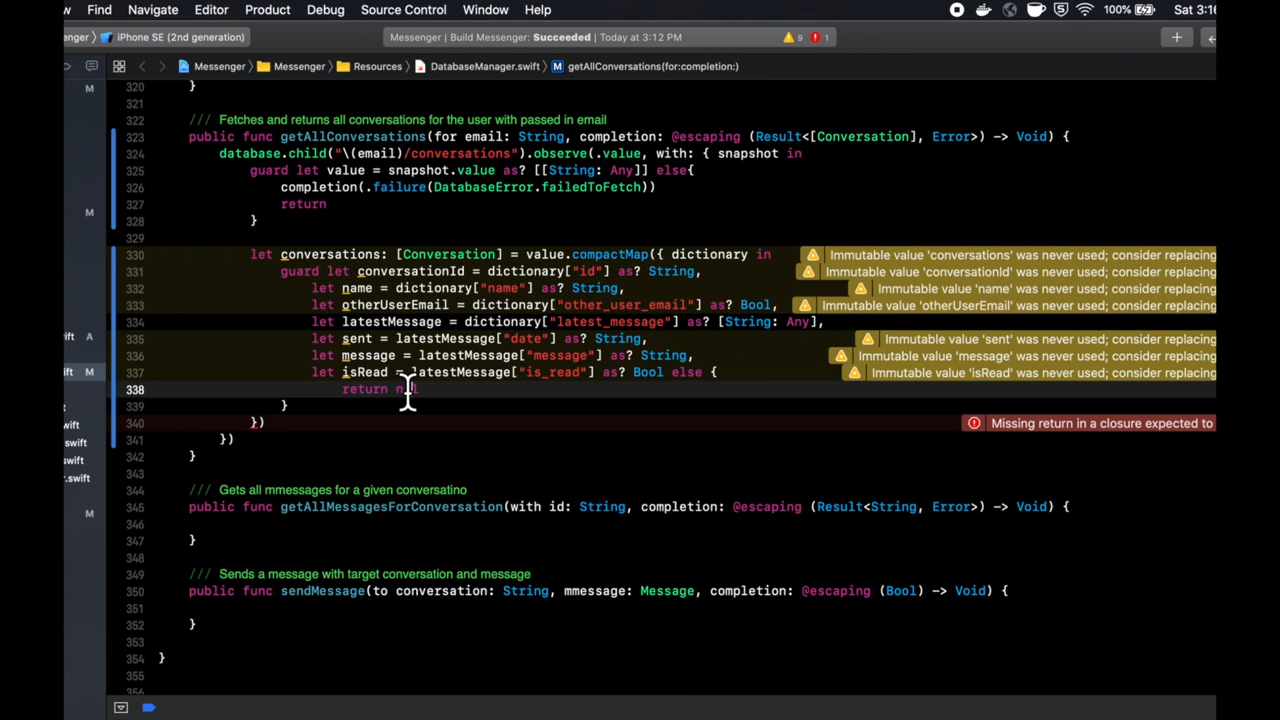 w Find View Navigate Editor Product Debug Source Control Window Help 100% Sat 3:16
enger iPhone SE (2nd generation) Messenger | Build Messenger: Succeeded | Today at 3:12 PM 9 1
Messenger Messenger Resources DatabaseManager.swift M getAllConversations(for:completion:)
320 }
321
322 /// Fetches and returns all conversations for the user with passed in email
323 public func getAllConversations(for email: String, completion: @escaping (Result<[Conversation], Error>) -> Void) {
324 database.child("\(email)/conversations").observe(.value, with: { snapshot in
325 guard let value = snapshot.value as? [[String: Any]] else{
326 completion(.failure(DatabaseError.failedToFetch))
327 return
328 }
329
330 let conversations: [Conversation] = value.compactMap({ dictionary in Immutable value 'conversations' was never used; consider replacing
331 guard let conversationId = dictionary["id"] as? String, Immutable value 'conversationId' was never used; consider replacing
332 let name = dictionary["name"] as? String, Immutable value 'name' was never used; consider replacing
333 let otherUserEmail = dictionary["other_user_email"] as? Bool, Immutable value 'otherUserEmail' was never used; consider replacing
334 let latestMessage = dictionary["latest_message"] as? [String: Any],
335 let sent = latestMessage["date"] as? String, Immutable value 'sent' was never used; consider replacing
336 let message = latestMessage["message"] as? String, Immutable value 'message' was never used; consider replacing
337 let isRead = latestMessage["is_read"] as? Bool else { Immutable value 'isRead' was never used; consider replacing
338 return nil
339 }
340 }) Missing return in a closure expected to
341 })
342 }
343
344 /// Gets all mmessages for a given conversatino
345 public func getAllMessagesForConversation(with id: String, completion: @escaping (Result<String, Error>) -> Void) {
346
347 }
348
349 /// Sends a message with target conversation and message
350 public func sendMessage(to conversation: String, mmessage: Message, completion: @escaping (Bool) -> Void) {
351
352 }
353
354 }
355
356
M
M
ift A
ift M
t
wift
swift
swift
r.swift
M